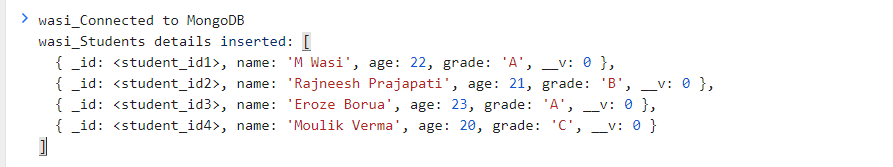 > wasi_Connected to MongoDB
wasi_Students details inserted: [
{ _id: <student_id1>, name: 'M Wasi', age: 22, grade: 'A', __v: 0 },
{ _id: <student_id2>, name: 'Rajneesh Prajapati', age: 21, grade: 'B', __v: 0 },
{ _id: <student_id3>, name: 'Eroze Borua', age: 23, grade: 'A', __v: 0 },
{ _id: <student_id4>, name: 'Moulik Verma', age: 20, grade: 'C', __v: 0 }
]